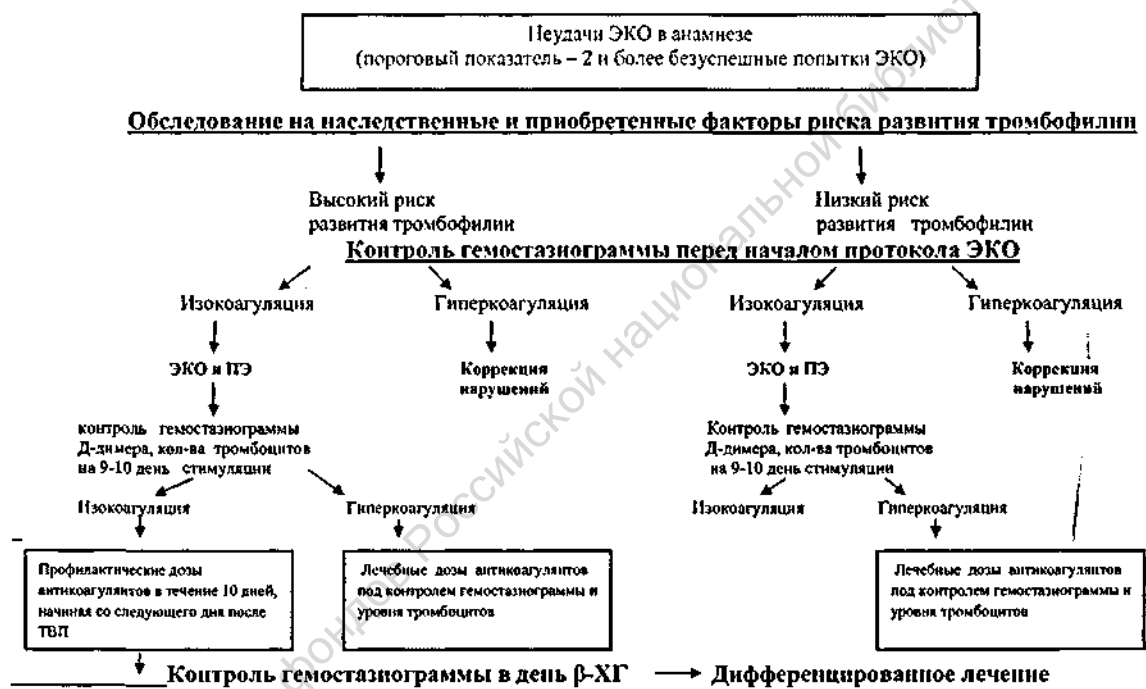 Неудачи ЭКО в анамнезе
(пороговый показатель – 2 и более безуспешные попытки ЭКО)
Обследование на наследственные и приобретенные факторы риска развития тромбофилии
Высокий риск
развития тромбофилии
Низкий риск
развития тромбофилии
Контроль гемостазиограммы перед началом протокола ЭКО
Изокоагуляция
Гиперкоагуляция
Изокоагуляция
Гиперкоагуляция
ЭКО и ПЭ
Коррекция
нарушений
ЭКО и ПЭ
Коррекция
нарушений
контроль гемостазиограммы
Д-димера, кол-ва тромбоцитов
на 9-10 день стимуляции
Контроль гемостазиограммы
Д-димера, кол-ва тромбоцитов
на 9-10 день стимуляции
Изокоагуляция
Гиперкоагуляция
Изокоагуляция
Гиперкоагуляция
Профилактические дозы
антикоагулянтов в течение 10 дней,
начиная со следующего дня после
ТВП
Лечебные дозы антикоагулянтов
под контролем гемостазиограммы и
уровня тромбоцитов
Лечебные дозы антикоагулянтов
под контролем гемостазиограммы и
уровня тромбоцитов
Контроль гемостазиограммы в день β-ХГ → Дифференцированное лечение
фондов Российской национальной библиот